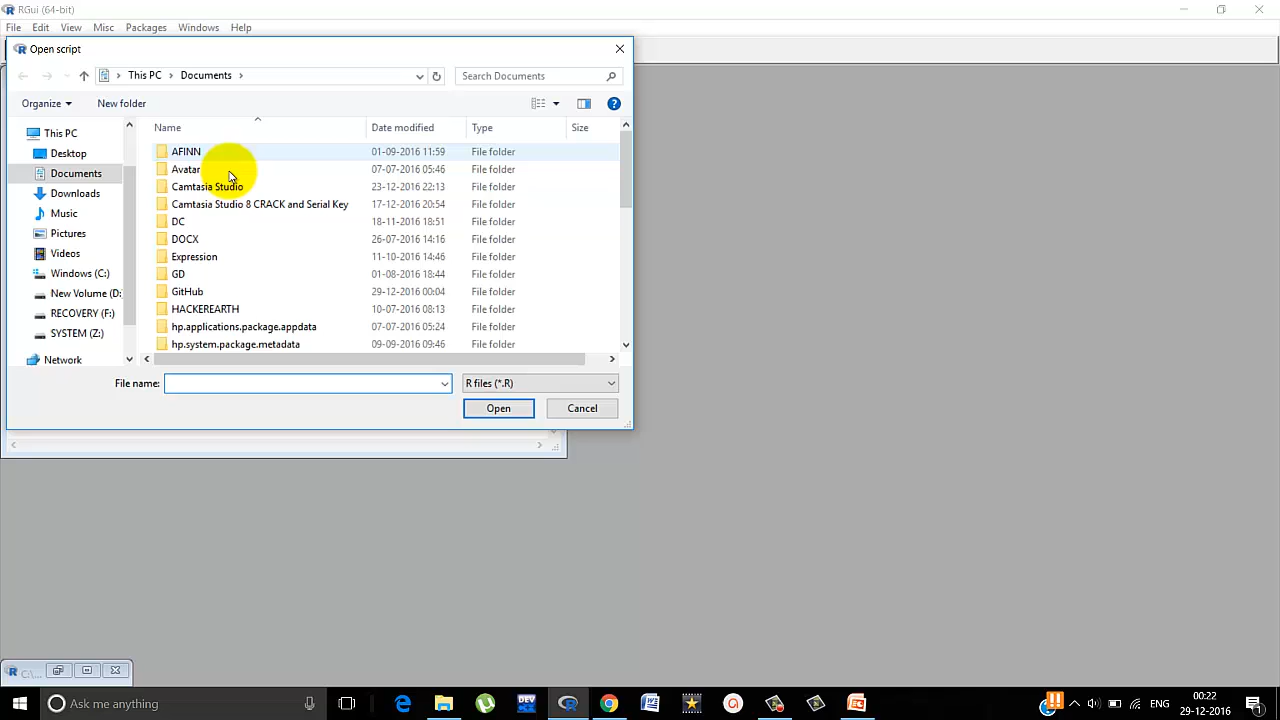 RGui (64-bit)
File Edit View Misc Packages Windows Help
Open script
This PC Documents
Search Documents
Organize New folder
Name Date modified Type Size
This PC
Desktop
Documents
Downloads
Music
Pictures
Videos
Windows (C:)
New Volume (D:
RECOVERY (F:)
SYSTEM (Z:)
Network
AFINN 01-09-2016 11:59 File folder
Avatar 07-07-2016 05:46 File folder
Camtasia Studio 23-12-2016 22:13 File folder
Camtasia Studio 8 CRACK and Serial Key 17-12-2016 20:54 File folder
DC 18-11-2016 18:51 File folder
DOCX 26-07-2016 14:16 File folder
Expression 11-10-2016 14:46 File folder
GD 01-08-2016 18:44 File folder
GitHub 29-12-2016 00:04 File folder
HACKEREARTH 10-07-2016 08:13 File folder
hp.applications.package.appdata 07-07-2016 05:24 File folder
hp.system.package.metadata 09-09-2016 09:46 File folder
File name: R files (*.R)
Open Cancel
C:\...
Ask me anything
DEV
ENG
00:22
29-12-2016